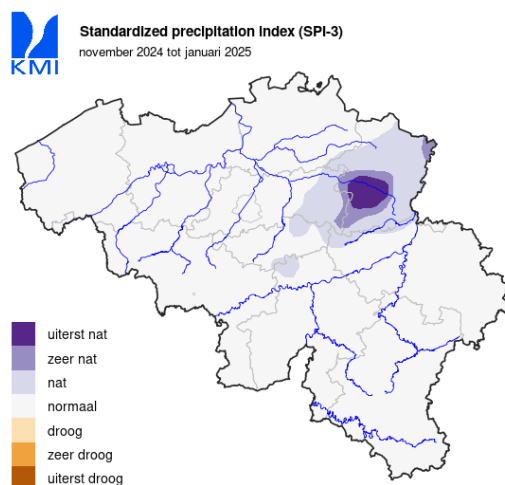 Standardized precipitation index (SPI-3)
november 2024 tot januari 2025
KMI
uiterst nat
zeer nat
nat
normaal
droog
zeer droog
uiterst droog